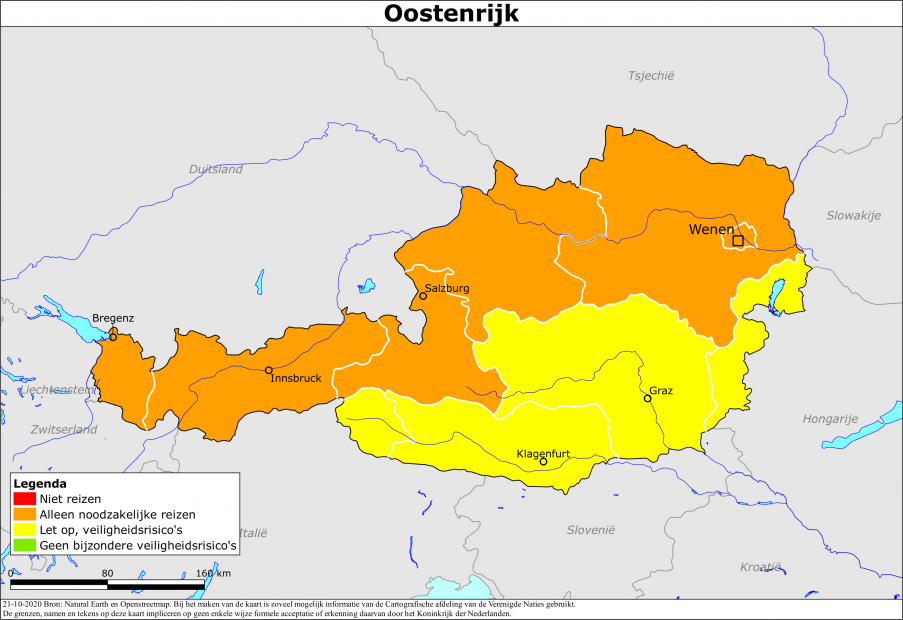 Oostenrijk
Tsjechië
Duitsland
Slowakije
Wenen
Salzburg
Bregenz
Innsbruck
Liechtenstein
Graz
Zwitserland
Hongarije
Klagenfurt
Legenda
Niet reizen
Alleen noodzakelijke reizen
Let op, veiligheidsrisico's
Geen bijzondere veiligheidsrisico's
Italië
Slovenië
Kroatië
0 80 160 km
21-10-2020 Bron: Natural Earth en Openstreetmap. Bij het maken van de kaart is zoveel mogelijk informatie van de Cartografische afdeling van de Verenigde Naties gebruikt.
De grenzen, namen en tekens op deze kaart impliceren op geen enkele wijze formele acceptatie of erkenning daarvan door het Koninkrijk der Nederlanden.